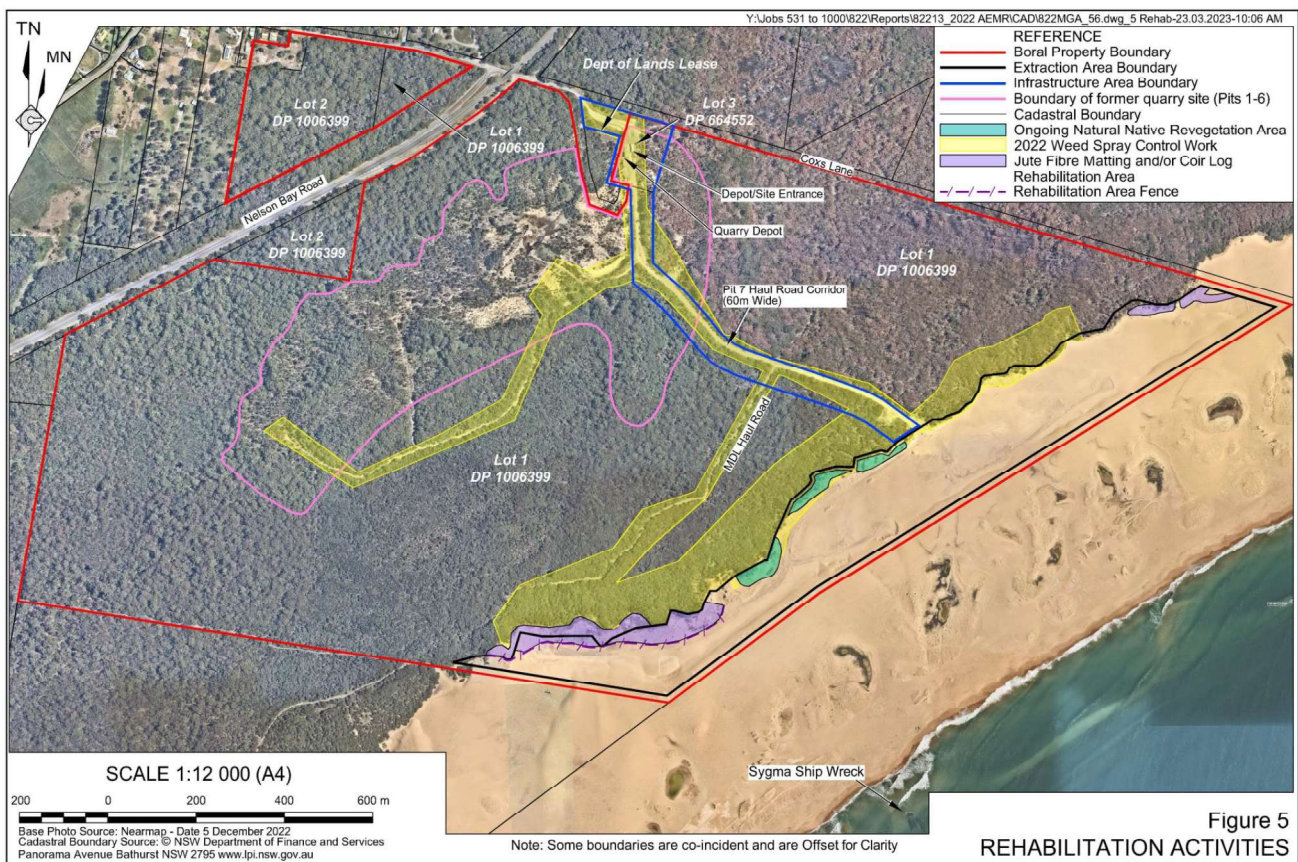 Y:\Jobs 531 to 1000\822\Reports\82213_2022 AEMR\CAD\822MGA_56.dwg_5 Rehab-23.03.2023-10:06 AM
TN
MN
REFERENCE
Boral Property Boundary
Extraction Area Boundary
Infrastructure Area Boundary
Boundary of former quarry site (Pits 1-6)
Cadastral Boundary
Ongoing Natural Native Revegetation Area
2022 Weed Spray Control Work
Jute Fibre Matting and/or Coir Log
Rehabilitation Area
Rehabilitation Area Fence
Dept of Lands Lease
Lot 2
DP 1006399
Lot 1
DP 1006399
Lot 3
DP 664552
Coxs Lane
Depot/Site Entrance
Nelson Bay Road
Quarry Depot
Lot 2
DP 1006399
Lot 1
DP 1006399
Pit 7 Haul Road Corridor
(60m Wide)
MDL Haul Road
Lot 1
DP 1006399
Sygma Ship Wreck
SCALE 1:12 000 (A4)
200 0 200 400 600 m
Base Photo Source: Nearmap - Date 5 December 2022
Cadastral Boundary Source: © NSW Department of Finance and Services
Panorama Avenue Bathurst NSW 2795 www.lpi.nsw.gov.au
Note: Some boundaries are co-incident and are Offset for Clarity
Figure 5
REHABILITATION ACTIVITIES